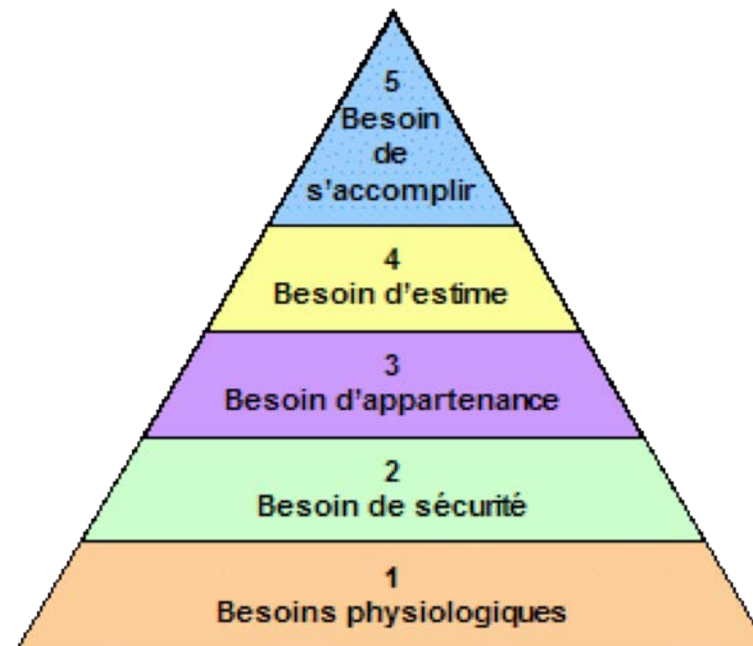 5
Besoin
de
s'accomplir
4
Besoin d'estime
3
Besoin d'appartenance
2
Besoin de sécurité
1
Besoins physiologiques